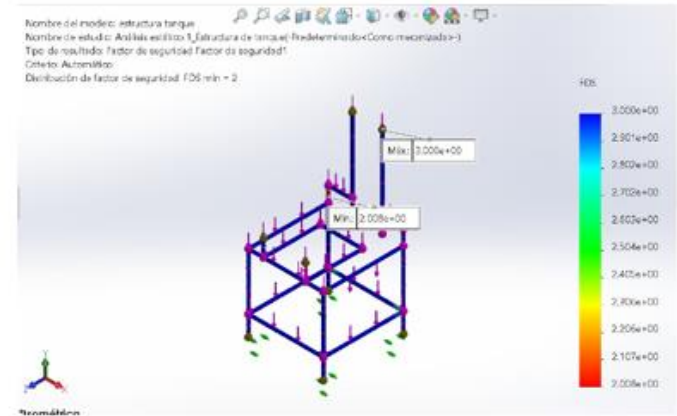 Nombre del modelo: estructura tanque
Nombre de estudio: Análisis estático 1_Estructura de tanque(-Predeterminado<Como mecanizada>-)
Tipo de resultado: Factor de seguridad Factor de seguridad1
Criterio: Automático
Distribución de factor de seguridad: FDS mín = 2
FDS
3.000e+00
2.901e+00
2.802e+00
2.702e+00
2.603e+00
2.504e+00
2.405e+00
2.306e+00
2.206e+00
2.107e+00
2.008e+00
Máx.: 3.000e+00
Mín.: 2.008e+00
*Isométrico